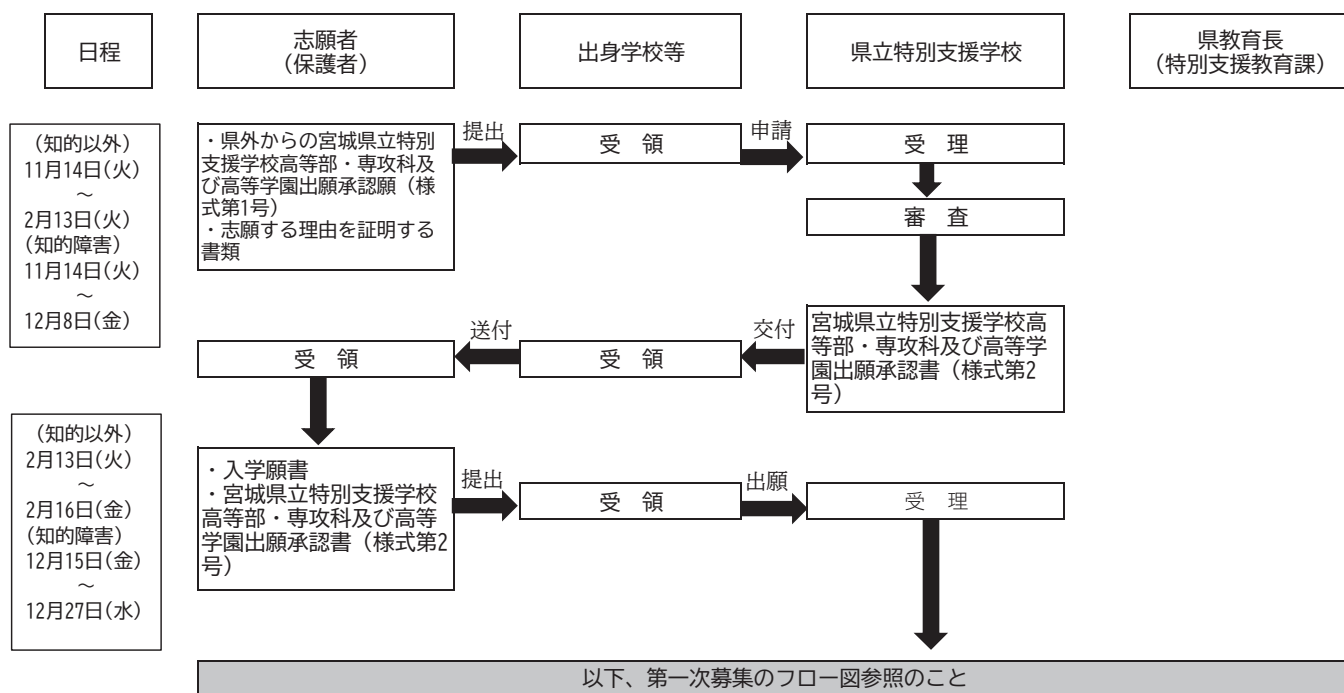 日程
志願者
（保護者）
出身学校等
県立特別支援学校
県教育長
（特別支援教育課）
（知的以外）
11月14日(火)
～
2月13日(火)
(知的障害)
11月14日(火)
～
12月8日(金)
・県外からの宮城県立特別
支援学校高等部・専攻科及
び高等学園出願承認願（様
式第1号）
・志願する理由を証明する
書類
提出
受　領
申請
受　理
審　査
宮城県立特別支援学校高
等部・専攻科及び高等学
園出願承認書（様式第2
号）
交付
受　領
送付
受　領
（知的以外）
2月13日(火)
～
2月16日(金)
(知的障害)
12月15日(金)
～
12月27日(水)
・入学願書
・宮城県立特別支援学校
高等部・専攻科及び高等
学園出願承認書（様式第2
号）
提出
受　領
出願
受　理
以下、第一次募集のフロー図参照のこと